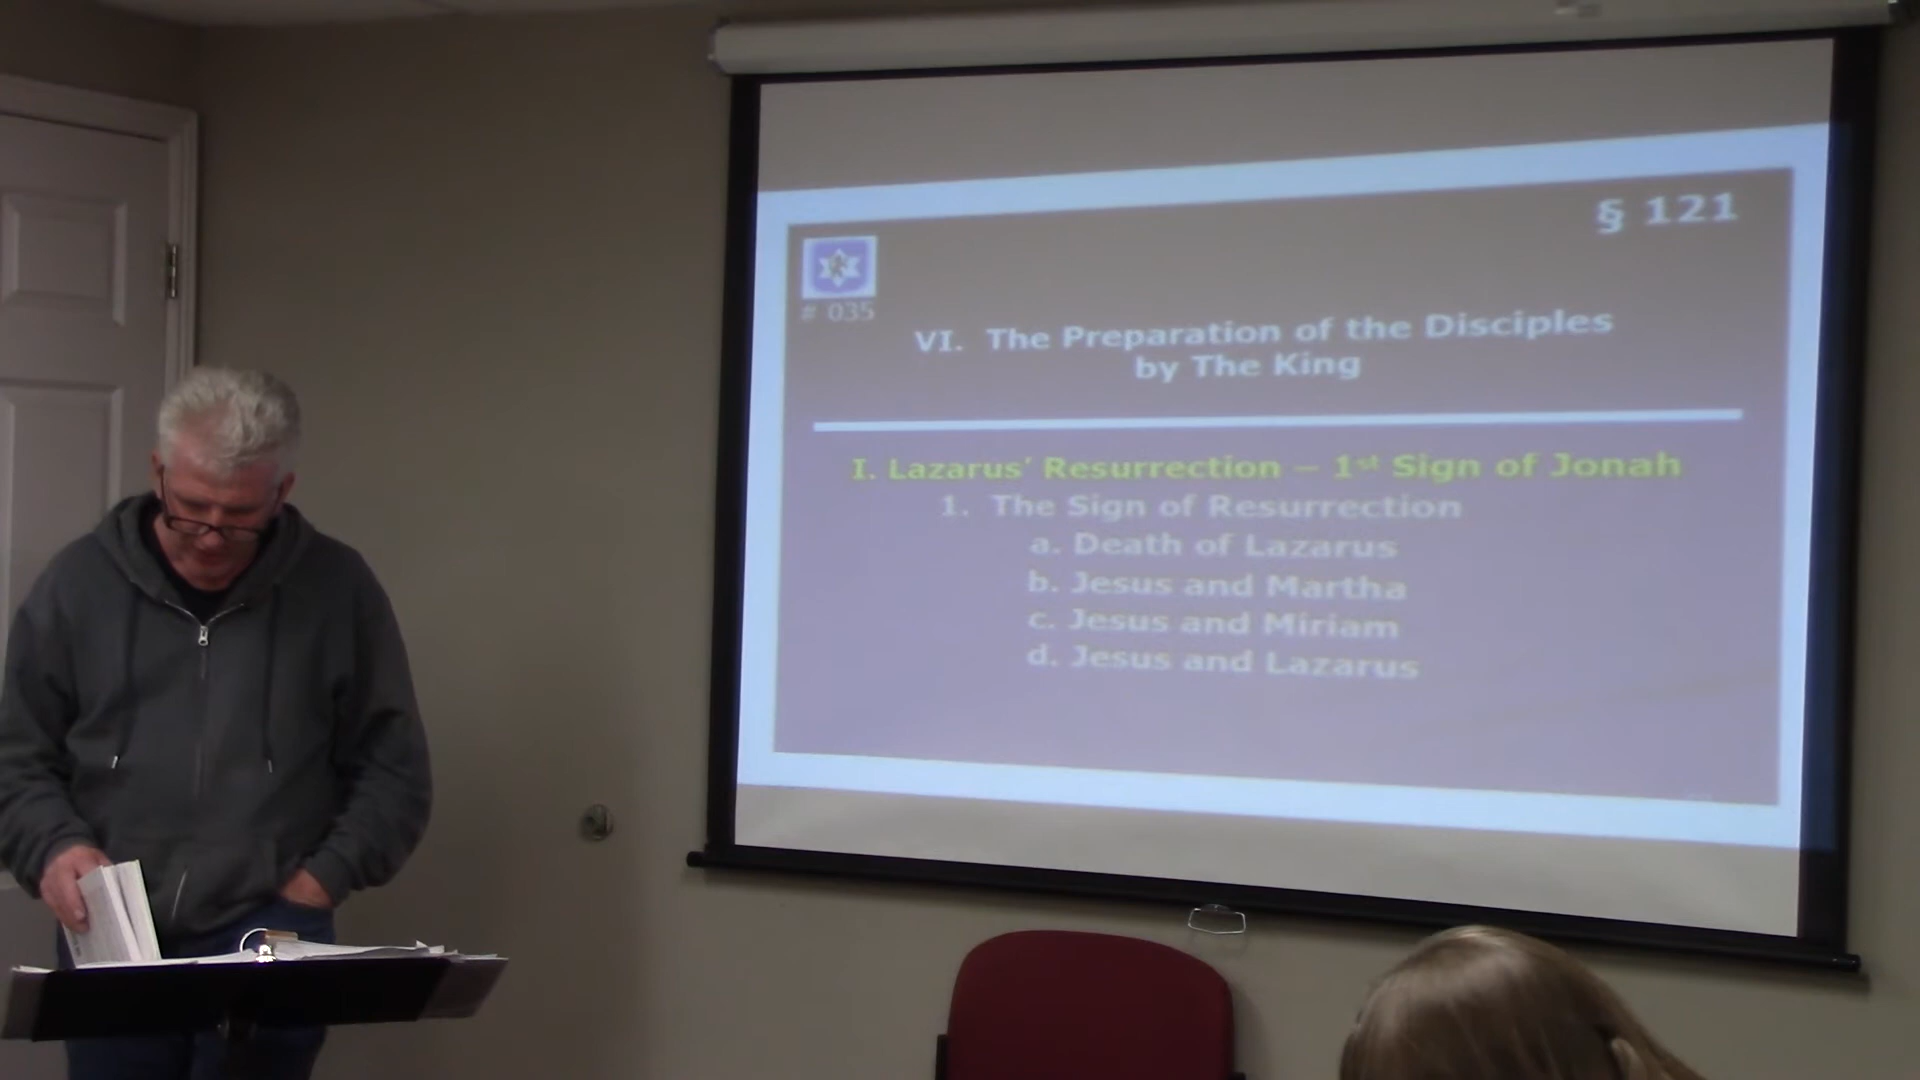 § 121
# 035
VI. The Preparation of the Disciples
by The King
I. Lazarus' Resurrection – 1st Sign of Jonah
1. The Sign of Resurrection
a. Death of Lazarus
b. Jesus and Martha
c. Jesus and Miriam
d. Jesus and Lazarus